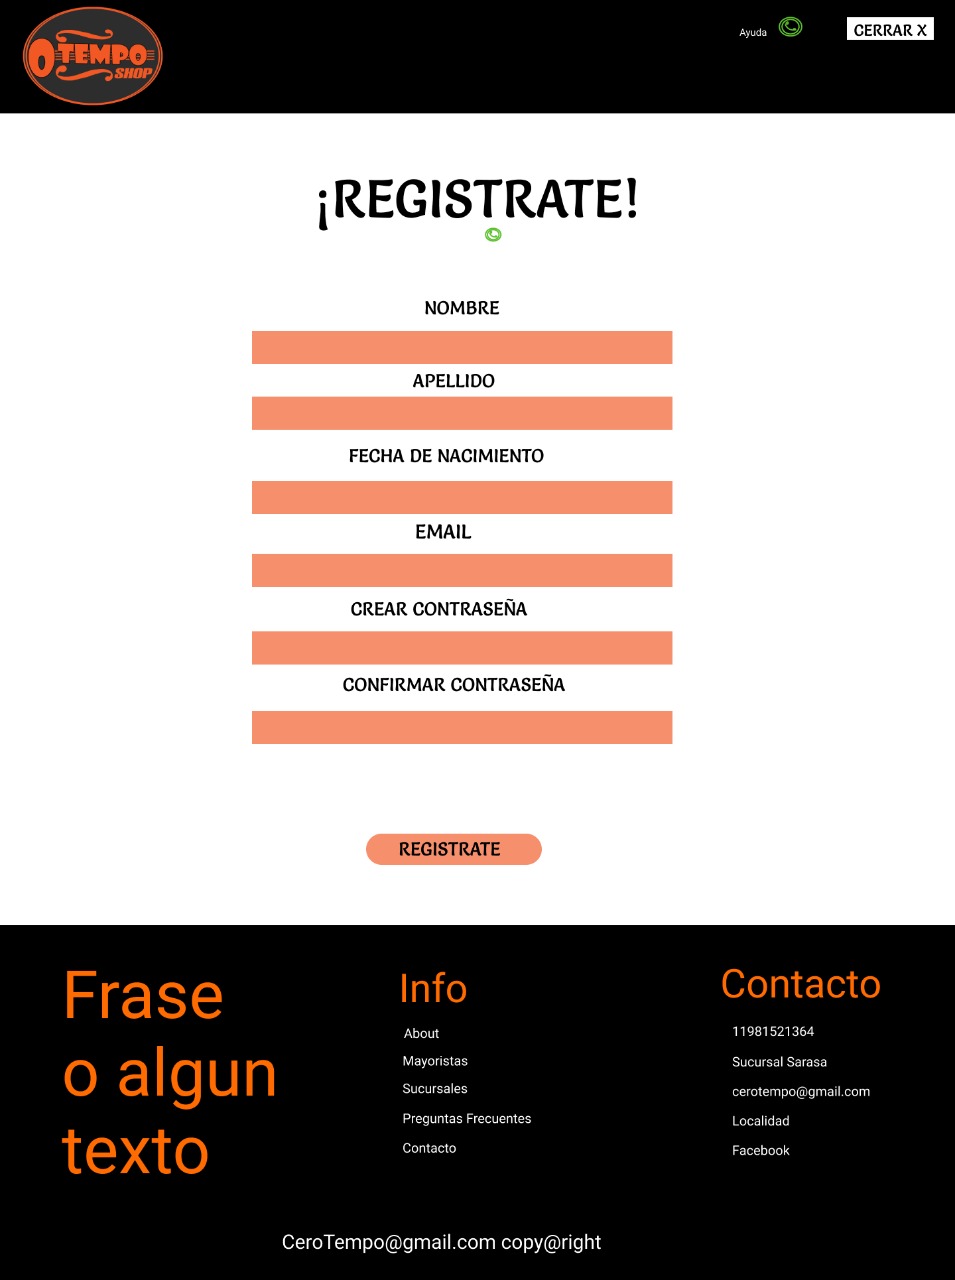 O TEMPO
SHOP
Ayuda
CERRAR X
¡REGISTRATE!
NOMBRE
APELLIDO
FECHA DE NACIMIENTO
EMAIL
CREAR CONTRASEÑA
CONFIRMAR CONTRASEÑA
REGISTRATE
Frase
o algun
texto
Info
About
Mayoristas
Sucursales
Preguntas Frecuentes
Contacto
Contacto
11981521364
Sucursal Sarasa
cerotempo@gmail.com
Localidad
Facebook
CeroTempo@gmail.com copy@right